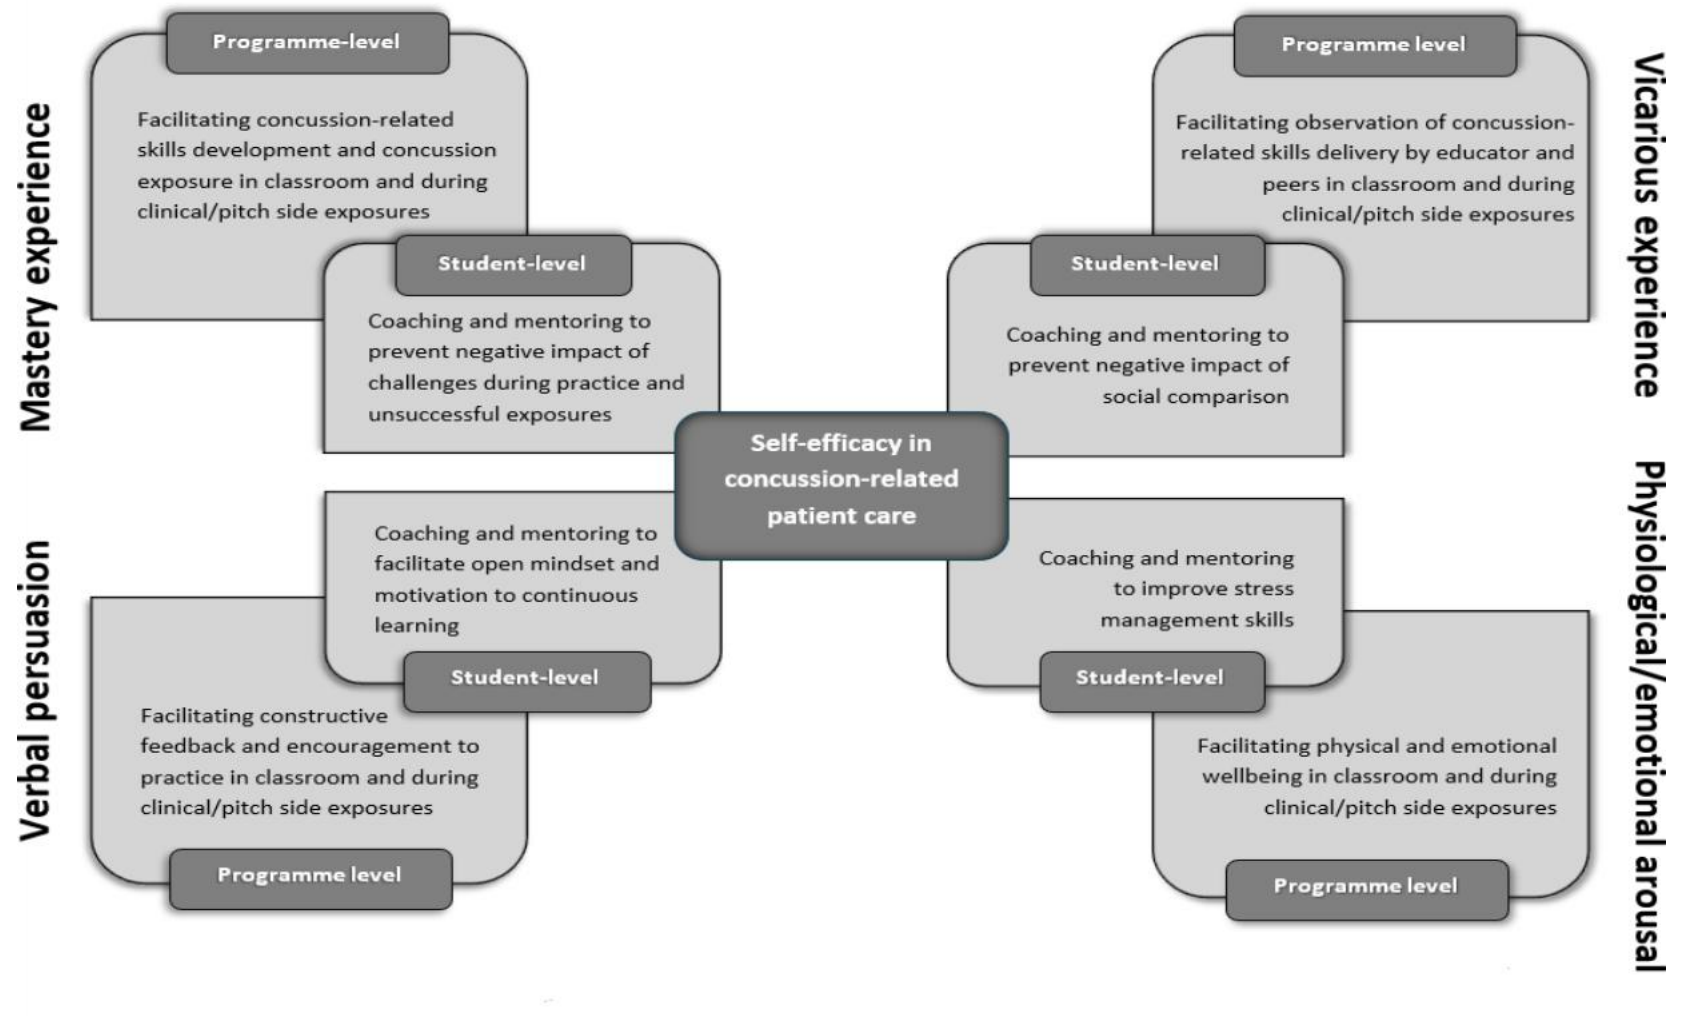 Mastery experience
Programme-level
Facilitating concussion-related
skills development and concussion
exposure in classroom and during
clinical/pitch side exposures
Student-level
Coaching and mentoring to
prevent negative impact of
challenges during practice and
unsuccessful exposures
Vicarious experience
Programme level
Facilitating observation of concussion-
related skills delivery by educator and
peers in classroom and during
clinical/pitch side exposures
Student-level
Coaching and mentoring to
prevent negative impact of
social comparison
Self-efficacy in
concussion-related
patient care
Verbal persuasion
Coaching and mentoring to
facilitate open mindset and
motivation to continuous
learning
Student-level
Facilitating constructive
feedback and encouragement to
practice in classroom and during
clinical/pitch side exposures
Programme level
Physiological/emotional arousal
Coaching and mentoring
to improve stress
management skills
Student-level
Facilitating physical and emotional
wellbeing in classroom and during
clinical/pitch side exposures
Programme level